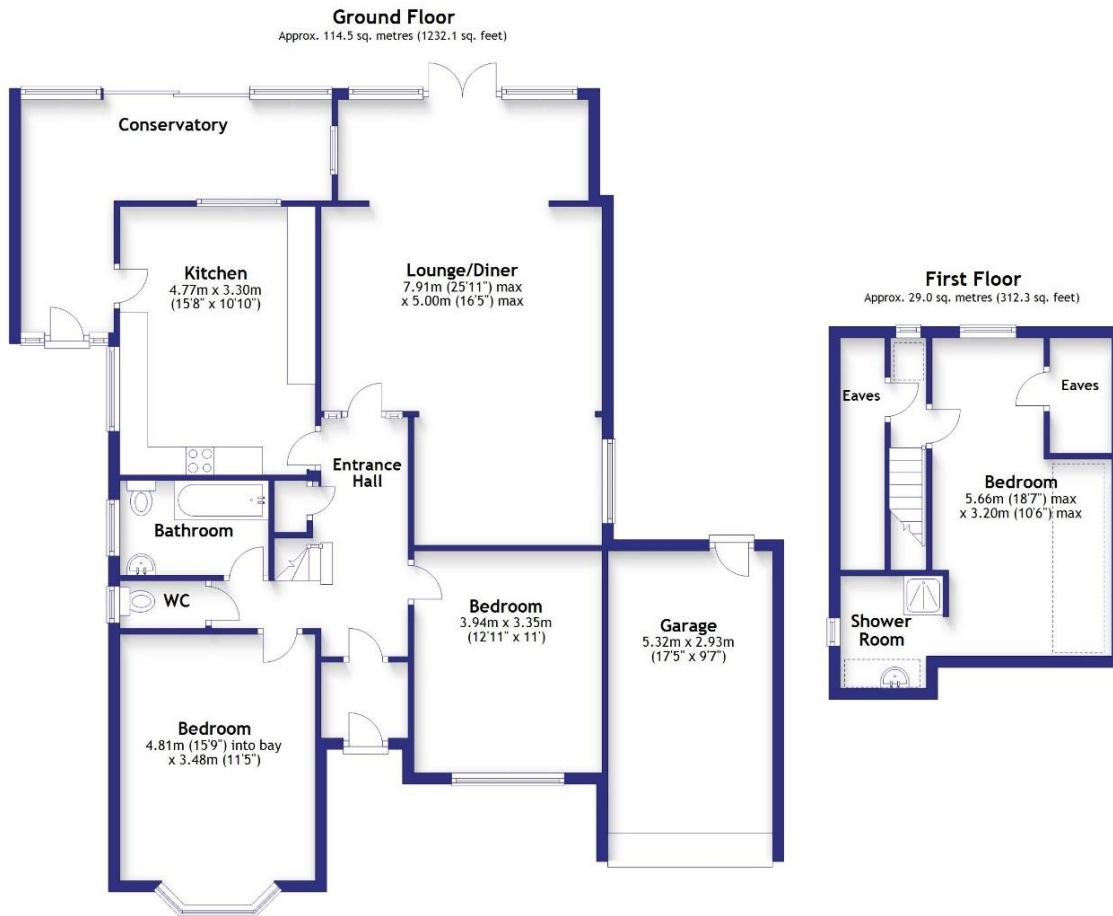 Ground Floor
Approx. 114.5 sq. metres (1232.1 sq. feet)
Conservatory
Kitchen
4.77m x 3.30m
(15'8" x 10'10")
Lounge/Diner
7.91m (25'11") max
x 5.00m (16'5") max
Entrance
Hall
Bathroom
WC
Bedroom
3.94m x 3.35m
(12'11" x 11')
Garage
5.32m x 2.93m
(17'5" x 9'7")
Bedroom
4.81m (15'9") into bay
x 3.48m (11'5")
First Floor
Approx. 29.0 sq. metres (312.3 sq. feet)
Eaves
Eaves
Bedroom
5.66m (18'7") max
x 3.20m (10'6") max
Shower
Room